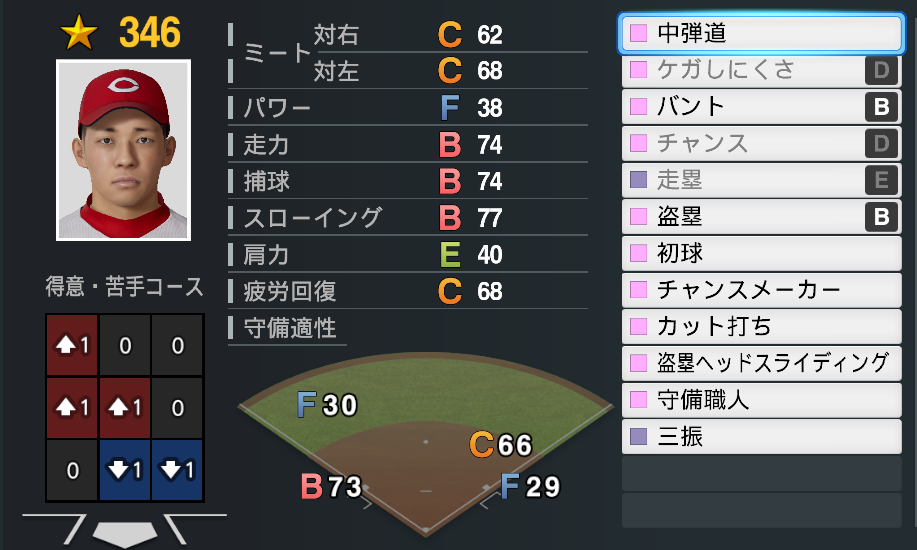 346
ミート 対右 C 62
対左 C 68
パワー F 38
走力 B 74
捕球 B 74
スローイング B 77
肩力 E 40
疲労回復 C 68
守備適性
F 30
C 66
B 73
F 29
得意・苦手コース
1 0 0
1 1 0
0 1 1
中弾道
ケガしにくさ D
バント B
チャンス D
走塁 E
盗塁 B
初球
チャンスメーカー
カット打ち
盗塁ヘッドスライディング
守備職人
三振
C